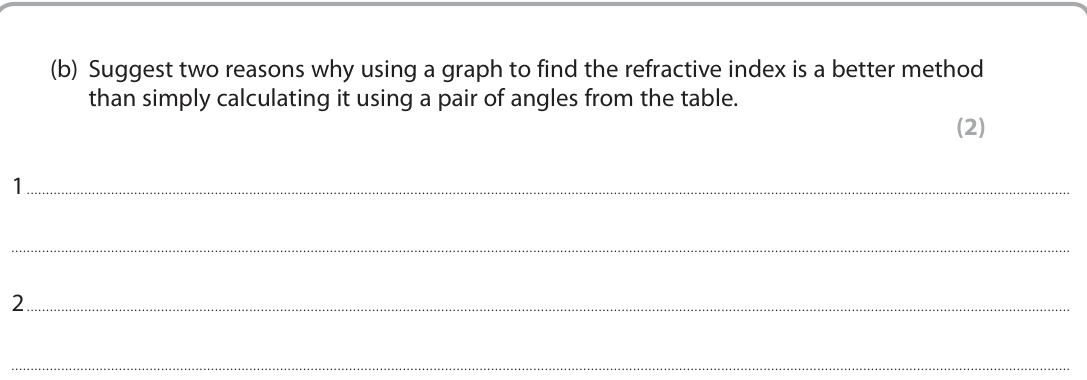 (b) Suggest two reasons why using a graph to find the refractive index is a better method
than simply calculating it using a pair of angles from the table.
(2)
1
2